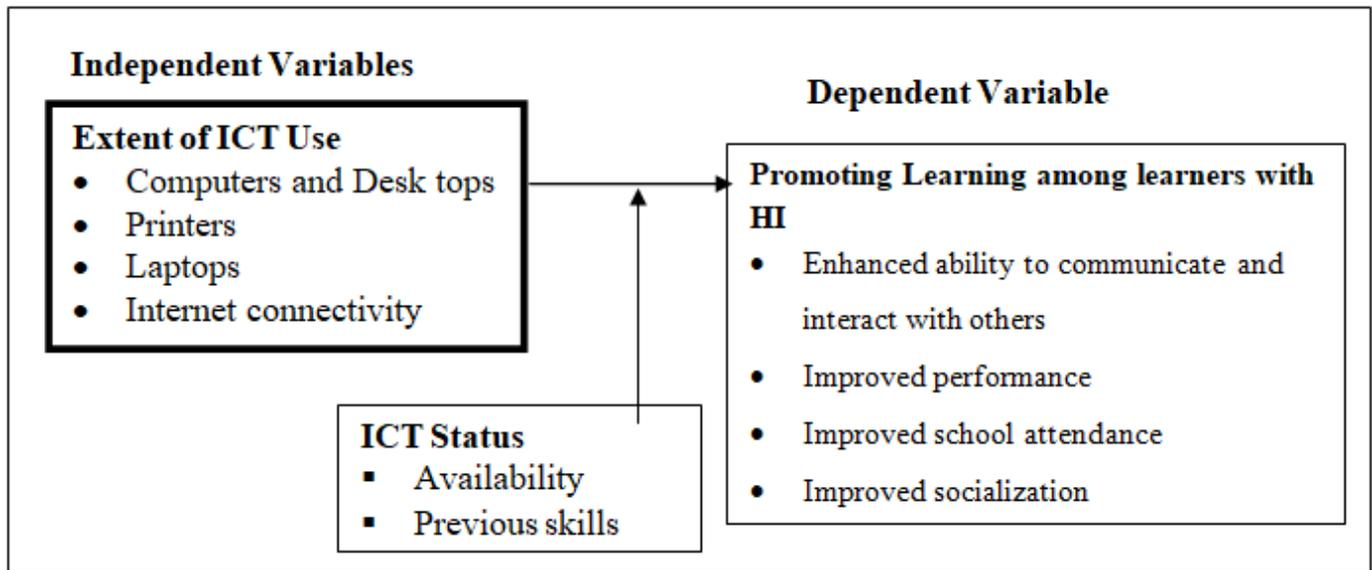 Independent Variables
Extent of ICT Use
• Computers and Desk tops
• Printers
• Laptops
• Internet connectivity
Dependent Variable
Promoting Learning among learners with
HI
• Enhanced ability to communicate and
interact with others
• Improved performance
• Improved school attendance
• Improved socialization
ICT Status
▪ Availability
▪ Previous skills